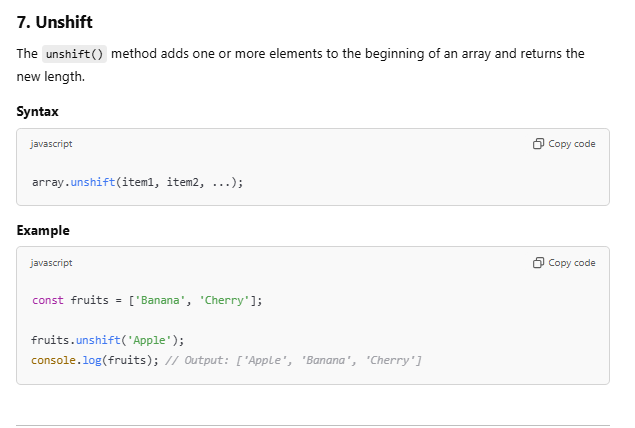 7. Unshift
The unshift() method adds one or more elements to the beginning of an array and returns the
new length.
Syntax
javascript Copy code
array.unshift(item1, item2, ...);
Example
javascript Copy code
const fruits = ['Banana', 'Cherry'];
fruits.unshift('Apple');
console.log(fruits); // Output: ['Apple', 'Banana', 'Cherry']